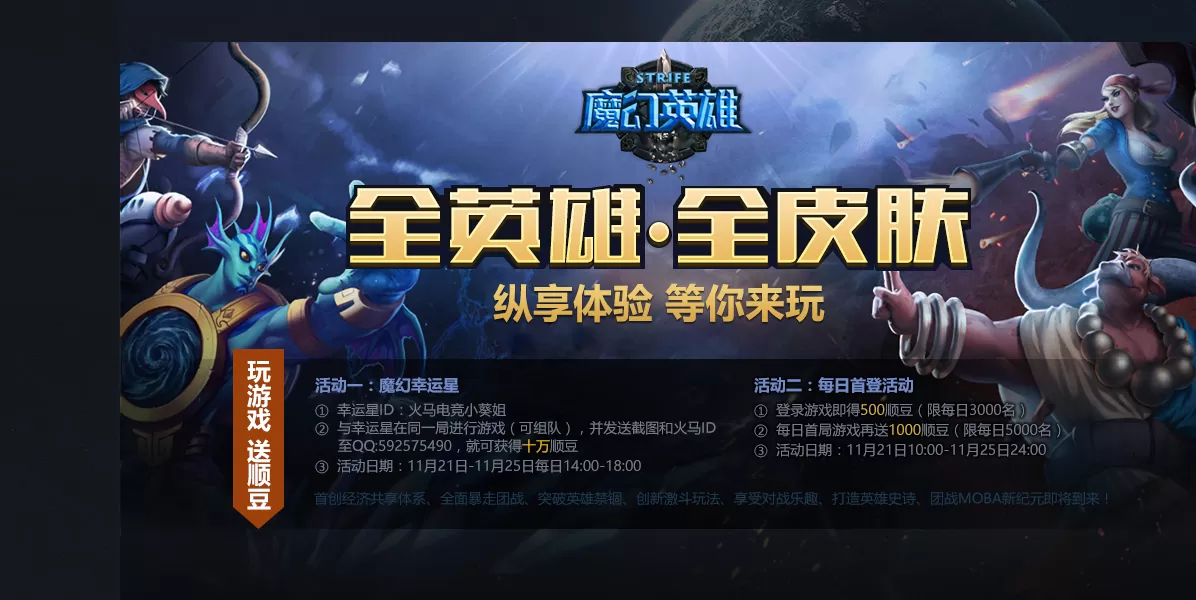 STRIFE
魔幻英雄
全英雄·全皮肤
纵享体验 等你来玩
玩游戏 送顺豆
活动一：魔幻幸运星
① 幸运星ID：火马电竞小葵姐
② 与幸运星在同一局进行游戏（可组队），并发送截图和火马ID
至QQ:592575490，就可获得十万顺豆
③ 活动日期：11月21日-11月25日每日14:00-18:00
活动二：每日首登活动
① 登录游戏即得500顺豆（限每日3000名）
② 每日首局游戏再送1000顺豆（限每日5000名）
③ 活动日期：11月21日10:00-11月25日24:00
首创经济共享体系、全面暴走团战、突破英雄禁锢、创新激斗玩法、享受对战乐趣、打造英雄史诗、团战MOBA新纪元即将到来！